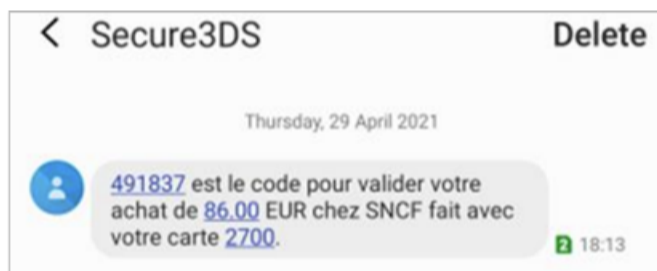 Secure3DS Delete
Thursday, 29 April 2021
491837 est le code pour valider votre
achat de 86.00 EUR chez SNCF fait avec
votre carte 2700.
2 18:13